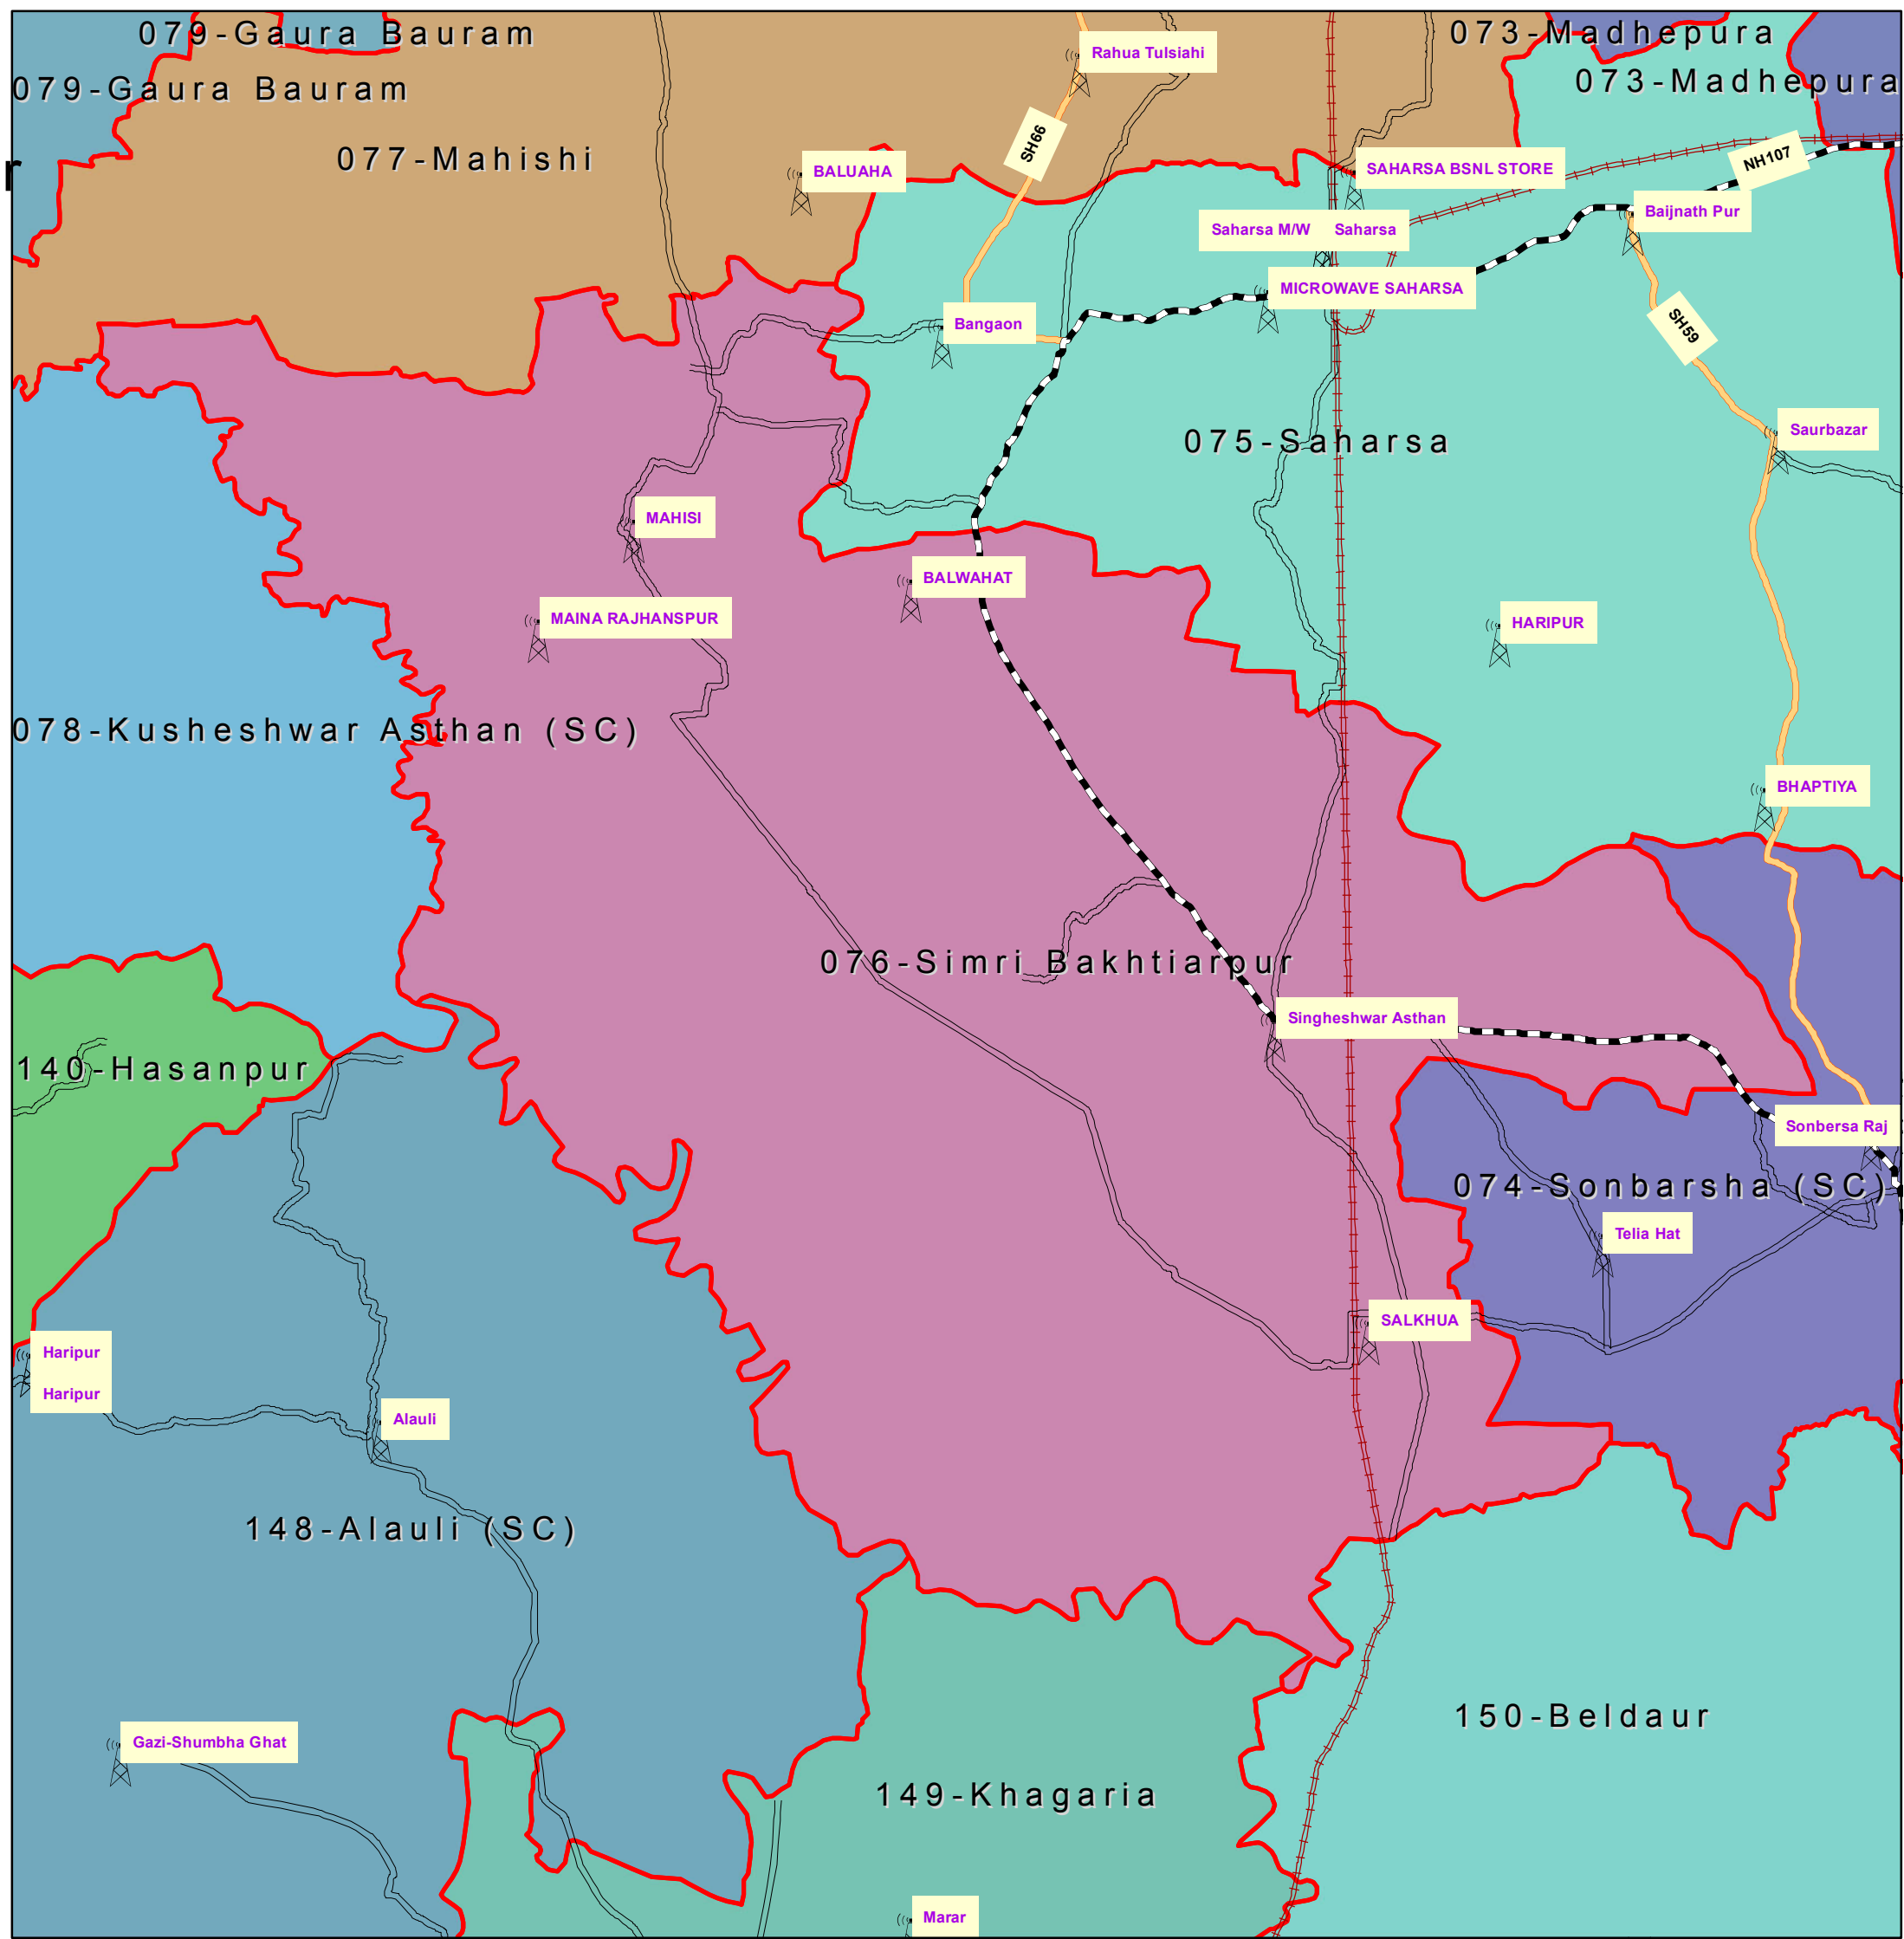 079-Gaura Bauram
073-Madhepura
Rahua Tulsiahi
073-Madhepura
079-Gaura Bauram
SH66
077-Mahishi
NH107
r
BALUAHA
SAHARSA BSNL STORE
Baijnath Pur
Saharsa M/W
Saharsa
MICROWAVE SAHARSA
Bangaon
SH59
Saurbazar
075-Saharsa
MAHISI
BALWAHAT
MAINA RAJHANSPUR
HARIPUR
078-Kusheshwar Asthan (SC)
BHAPTIYA
076-Simri Bakhtiarpur
Singheshwar Asthan
140-Hasanpur
Sonbersa Raj
074-Sonbarsha (SC)
Telia Hat
SALKHUA
Haripur
Haripur
Alauli
148-Alauli (SC)
150-Beldaur
Gazi-Shumbha Ghat
149-Khagaria
Marar